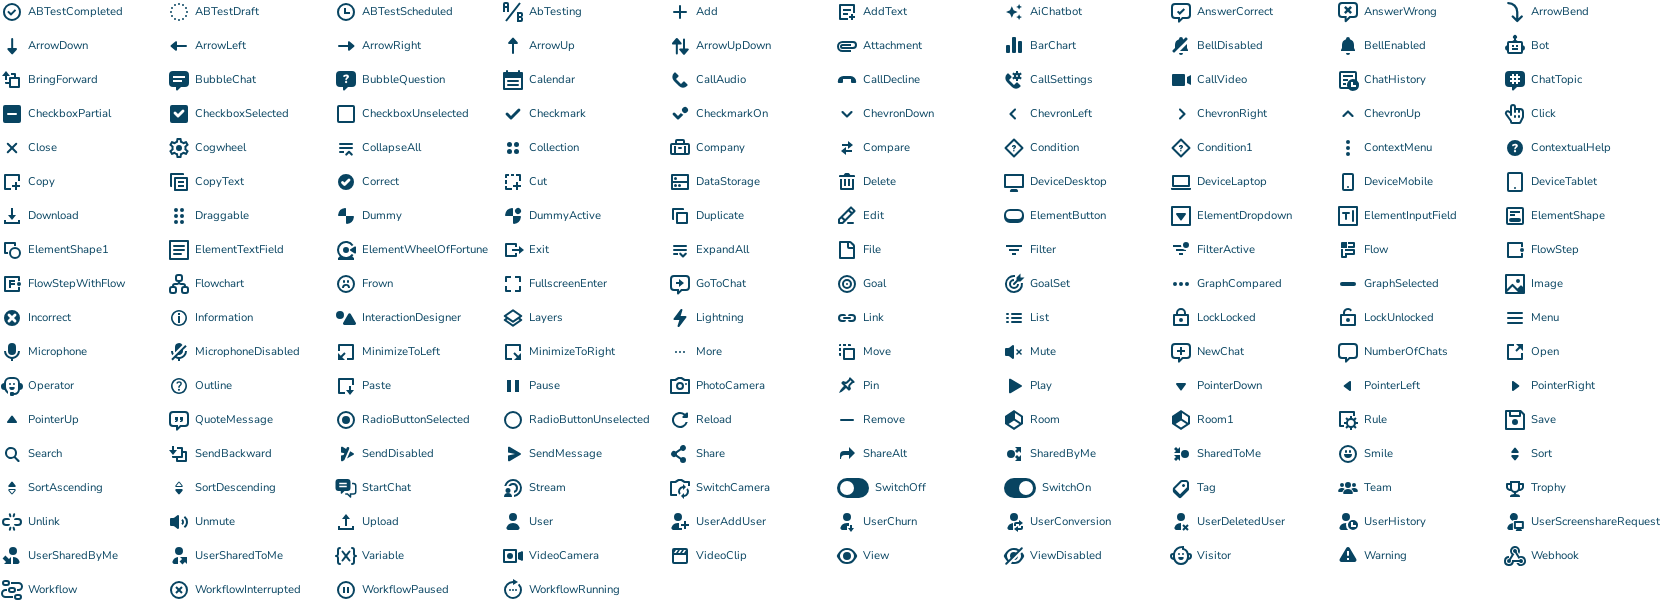 ABTestCompleted ABTestDraft ABTestScheduled AbTesting Add AddText AiChatbot AnswerCorrect AnswerWrong ArrowBend
ArrowDown ArrowLeft ArrowRight ArrowUp ArrowUpDown Attachment BarChart BellDisabled BellEnabled Bot
BringForward BubbleChat BubbleQuestion Calendar CallAudio CallDecline CallSettings CallVideo ChatHistory ChatTopic
CheckboxPartial CheckboxSelected CheckboxUnselected Checkmark CheckmarkOn ChevronDown ChevronLeft ChevronRight ChevronUp Click
Close Cogwheel CollapseAll Collection Company Compare Condition Condition1 ContextMenu ContextualHelp
Copy CopyText Correct Cut DataStorage Delete DeviceDesktop DeviceLaptop DeviceMobile DeviceTablet
Download Draggable Dummy DummyActive Duplicate Edit ElementButton ElementDropdown ElementInputField ElementShape
ElementShape1 ElementTextField ElementWheelOfFortune Exit ExpandAll File Filter FilterActive Flow FlowStep
FlowStepWithFlow Flowchart Frown FullscreenEnter GoToChat Goal GoalSet GraphCompared GraphSelected Image
Incorrect Information InteractionDesigner Layers Lightning Link List LockLocked LockUnlocked Menu
Microphone MicrophoneDisabled MinimizeToLeft MinimizeToRight More Move Mute NewChat NumberOfChats Open
Operator Outline Paste Pause PhotoCamera Pin Play PointerDown PointerLeft PointerRight
PointerUp QuoteMessage RadioButtonSelected RadioButtonUnselected Reload Remove Room Room1 Rule Save
Search SendBackward SendDisabled SendMessage Share ShareAlt SharedByMe SharedToMe Smile Sort
SortAscending SortDescending StartChat Stream SwitchCamera SwitchOff SwitchOn Tag Team Trophy
Unlink Unmute Upload User UserAddUser UserChurn UserConversion UserDeletedUser UserHistory UserScreenshareRequest
UserSharedByMe UserSharedToMe Variable VideoCamera VideoClip View ViewDisabled Visitor Warning Webhook
Workflow WorkflowInterrupted WorkflowPaused WorkflowRunning